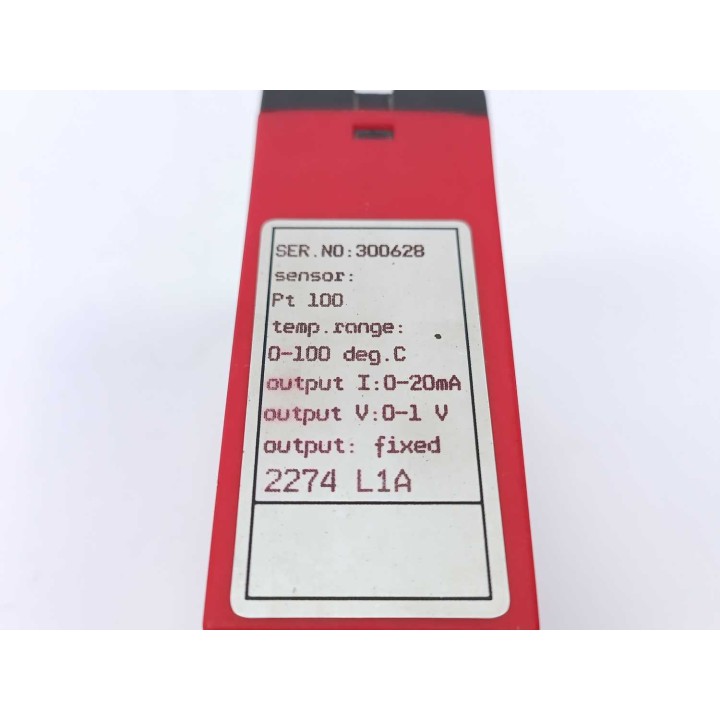 SER.NO:300628
sensor:
Pt 100
temp.range:
0-100 deg.C
output I:0-20mA
output V:0-1 V
output: fixed
2274 L1A